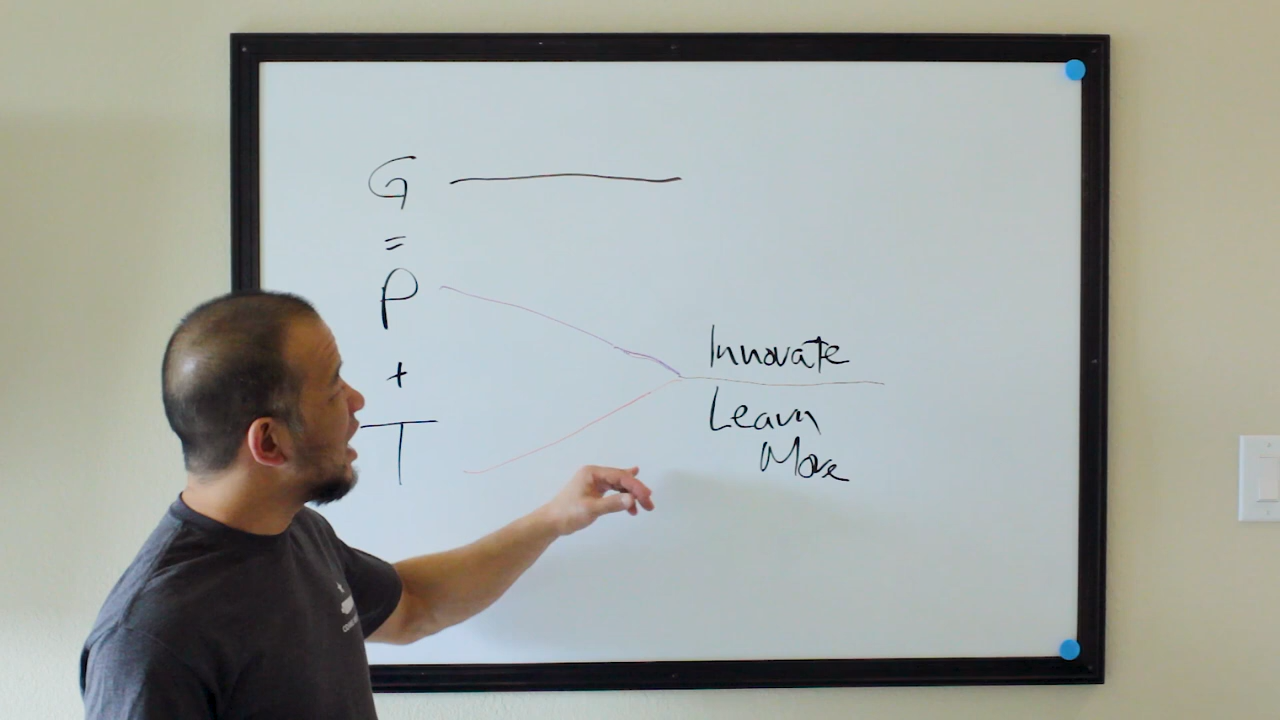 G
=
P
+
T
Innovate
Learn
More